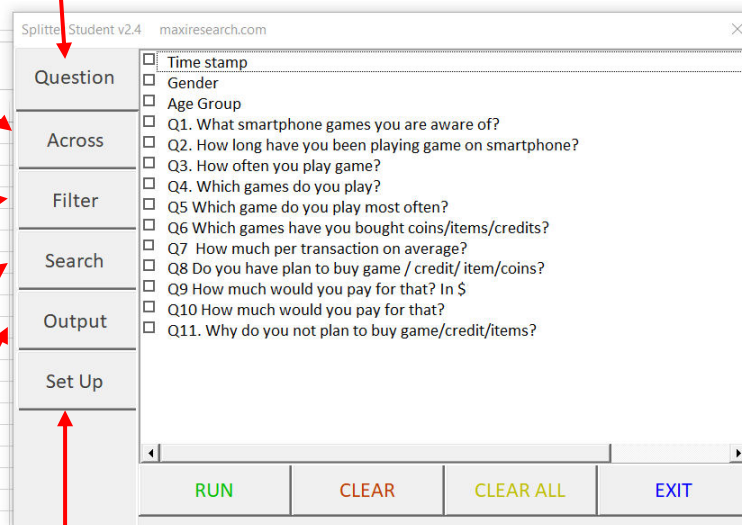 Splitter Student v2.4 maxiresearch.com
Question
Across
Filter
Search
Output
Set Up
Time stamp
Gender
Age Group
Q1. What smartphone games you are aware of?
Q2. How long have you been playing game on smartphone?
Q3. How often you play game?
Q4. Which games do you play?
Q5 Which game do you play most often?
Q6 Which games have you bought coins/items/credits?
Q7 How much per transaction on average?
Q8 Do you have plan to buy game / credit/ item/coins?
Q9 How much would you pay for that? In $
Q10 How much would you pay for that?
Q11. Why do you not plan to buy game/credit/items?
RUN CLEAR CLEAR ALL EXIT